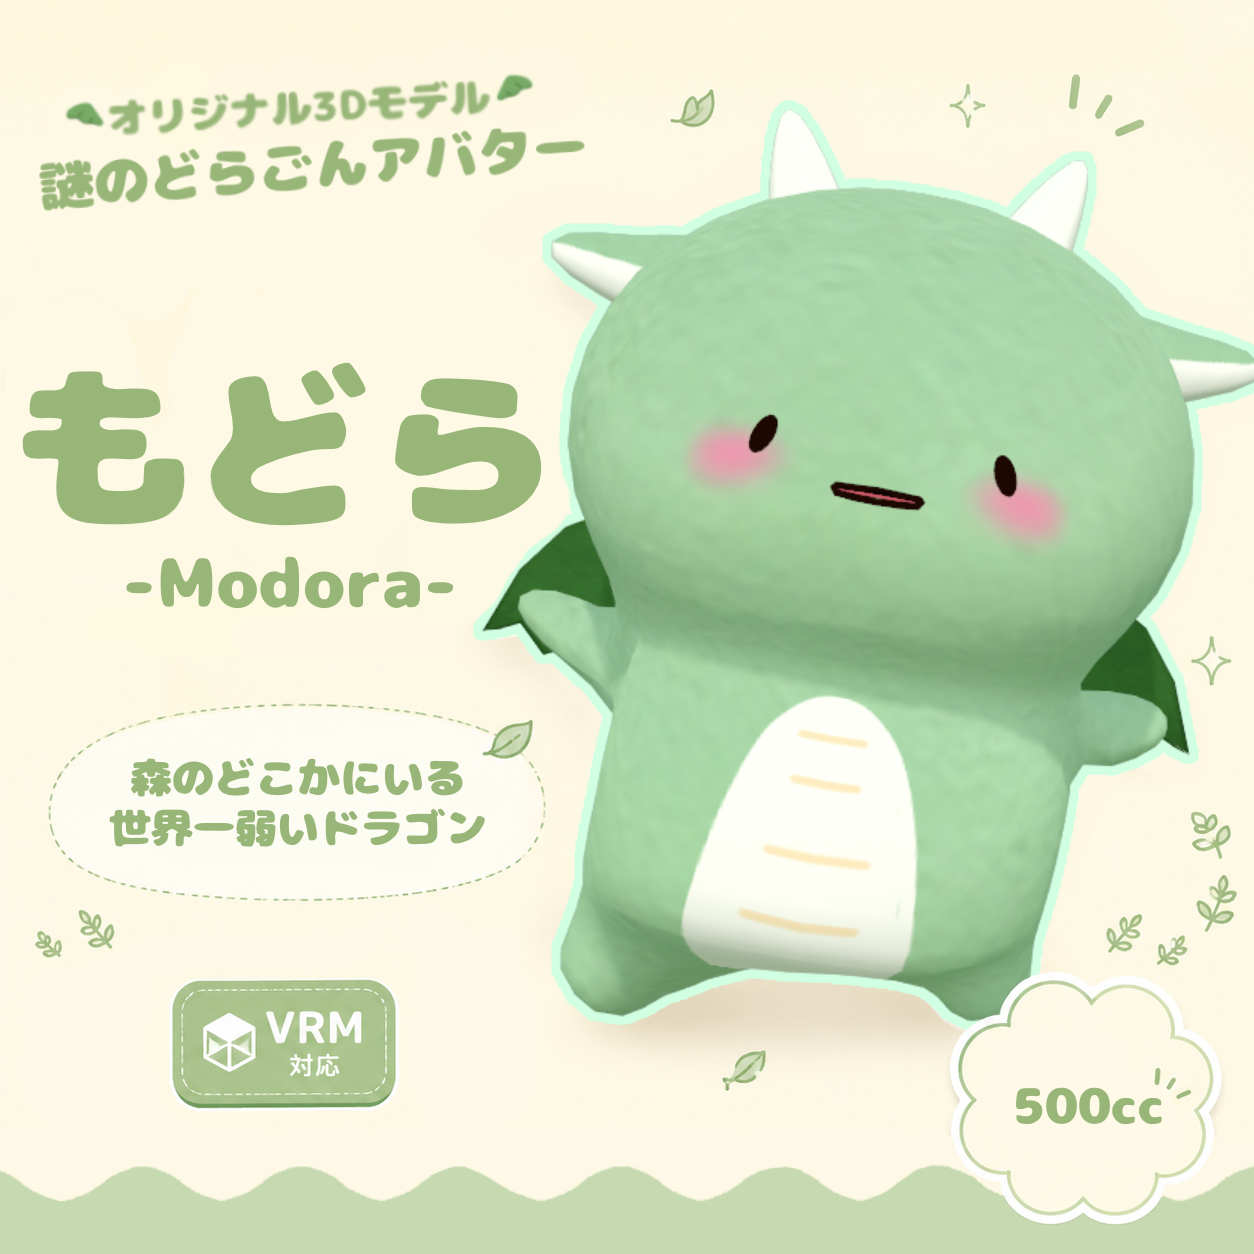 オリジナル3Dモデル
謎のどらごんアバター
もどら
-Modora-
森のどこかにいる
世界一弱いドラゴン
VRM
対応
500cc